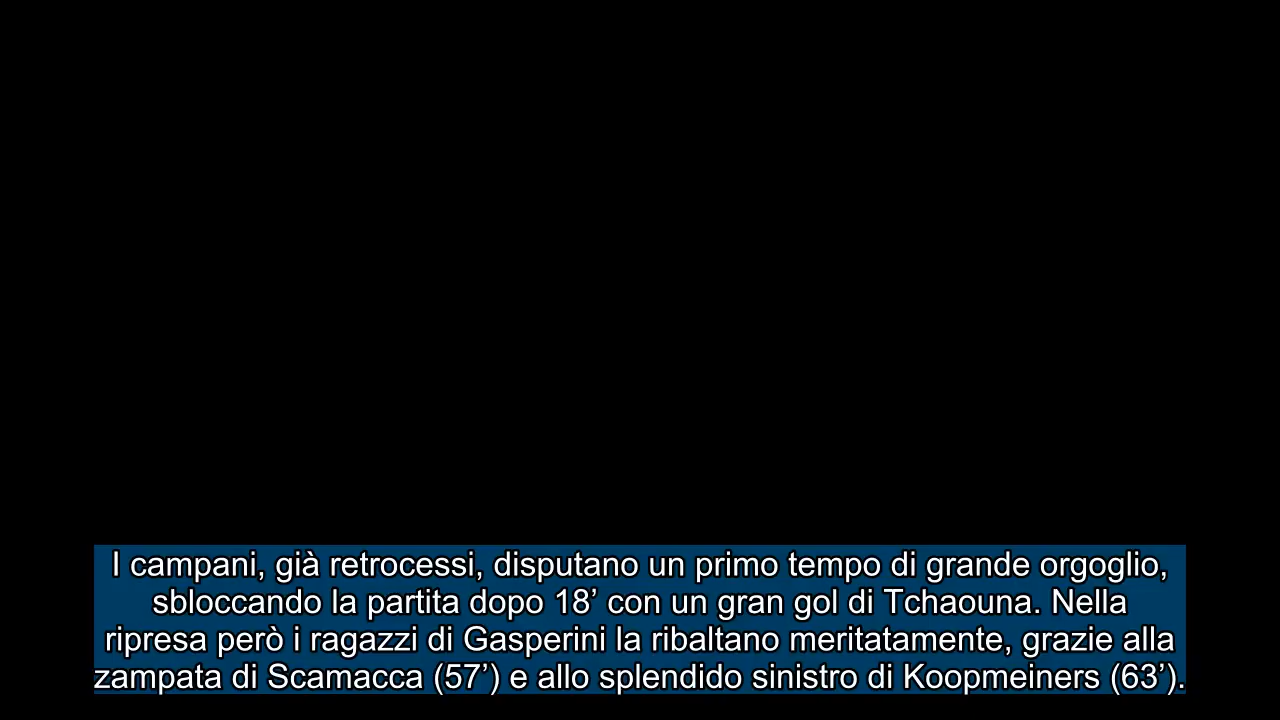 I campani, già retrocessi, disputano un primo tempo di grande orgoglio,
sbloccando la partita dopo 18’ con un gran gol di Tchaouna. Nella
ripresa però i ragazzi di Gasperini la ribaltano meritatamente, grazie alla
zampata di Scamacca (57’) e allo splendido sinistro di Koopmeiners (63’).